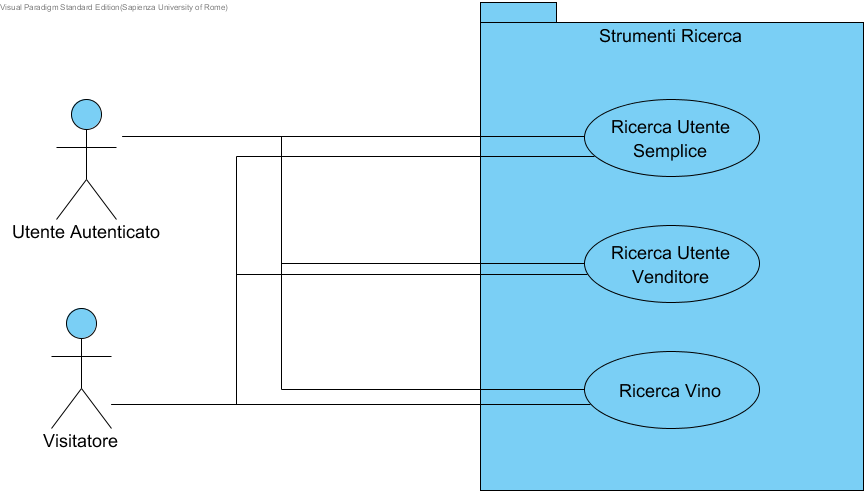 Visual Paradigm Standard Edition(Sapienza University of Rome)
Strumenti Ricerca
Ricerca Utente
Semplice
Utente Autenticato
Ricerca Utente
Venditore
Ricerca Vino
Visitatore